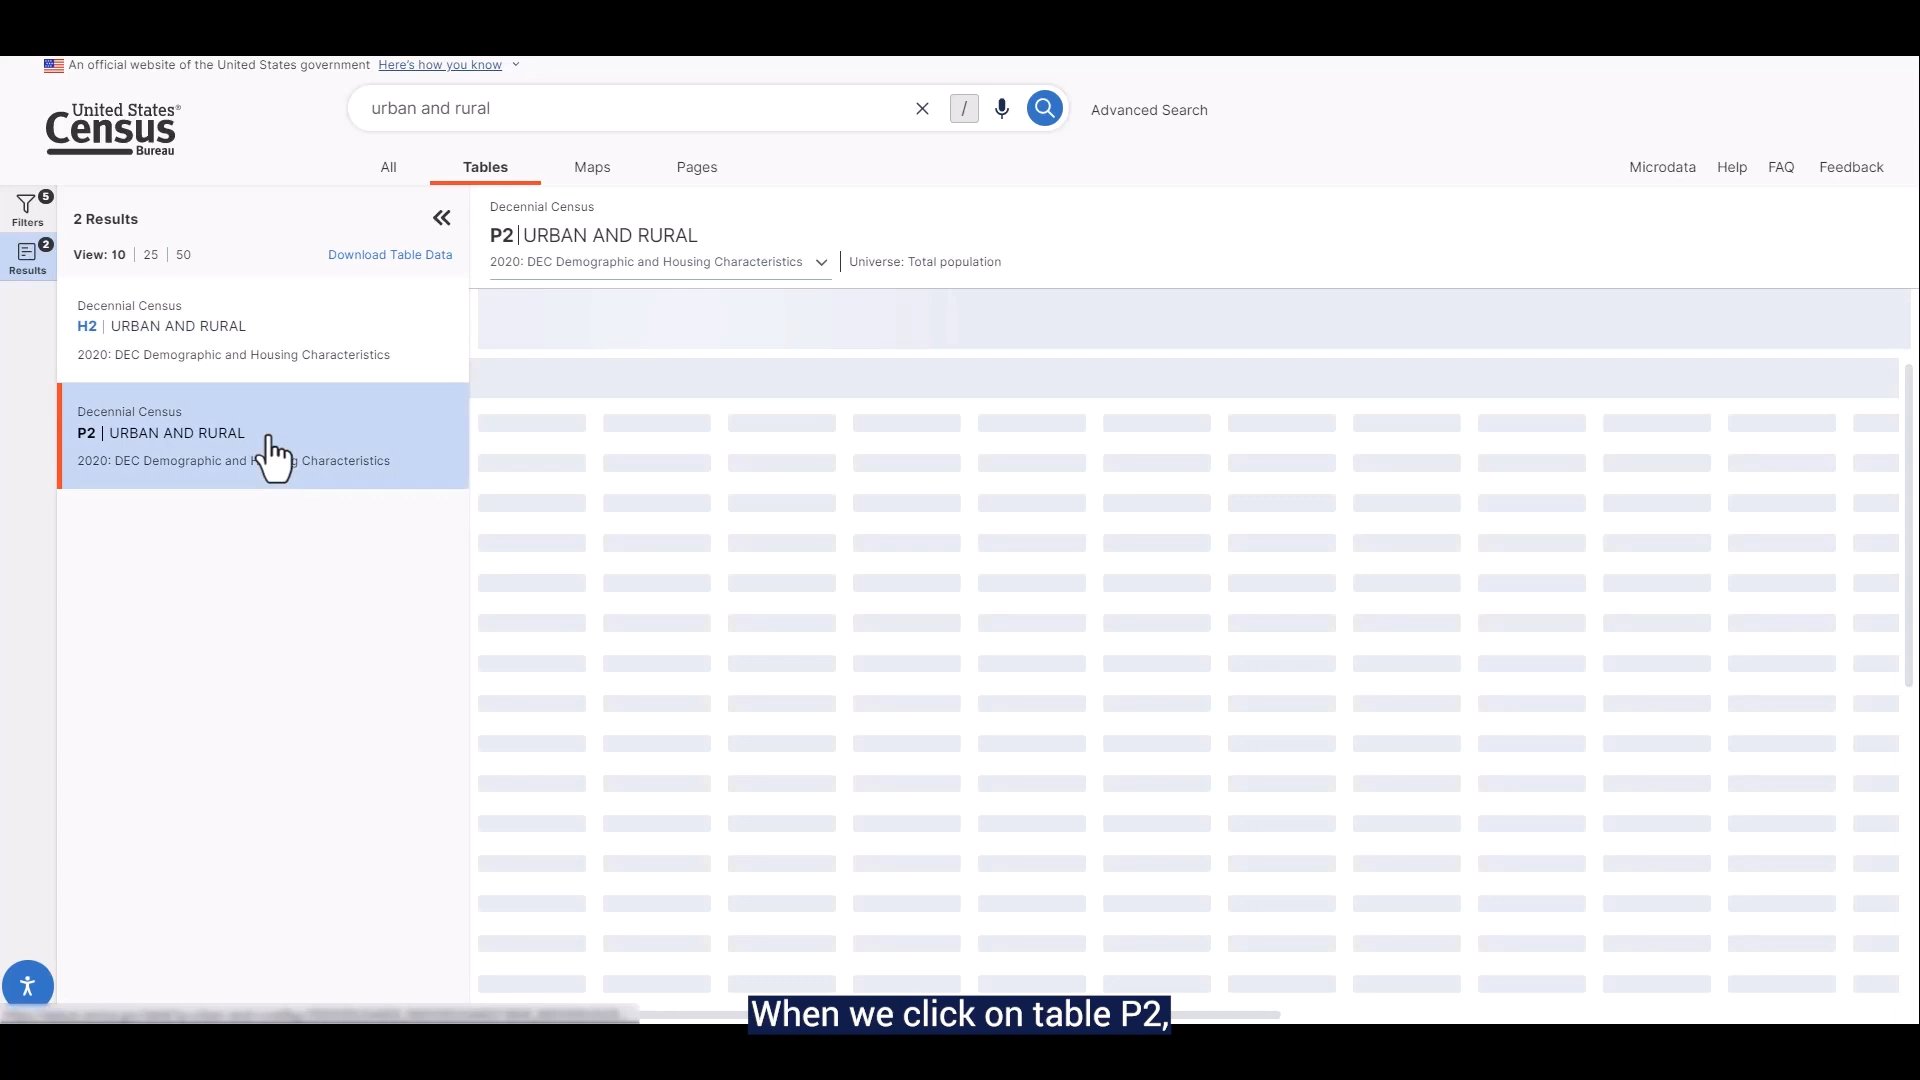 An official website of the United States government Here's how you know
United States®
Census
Bureau
urban and rural
/
Advanced Search
All
Tables
Maps
Pages
Microdata
Help
FAQ
Feedback
5
Filters
2
Results
2 Results
View: 10 | 25 | 50
Download Table Data
Decennial Census
H2 | URBAN AND RURAL
2020: DEC Demographic and Housing Characteristics
Decennial Census
P2 | URBAN AND RURAL
2020: DEC Demographic and H g Characteristics
Decennial Census
P2 | URBAN AND RURAL
2020: DEC Demographic and Housing Characteristics
Universe: Total population
When we click on table P2,